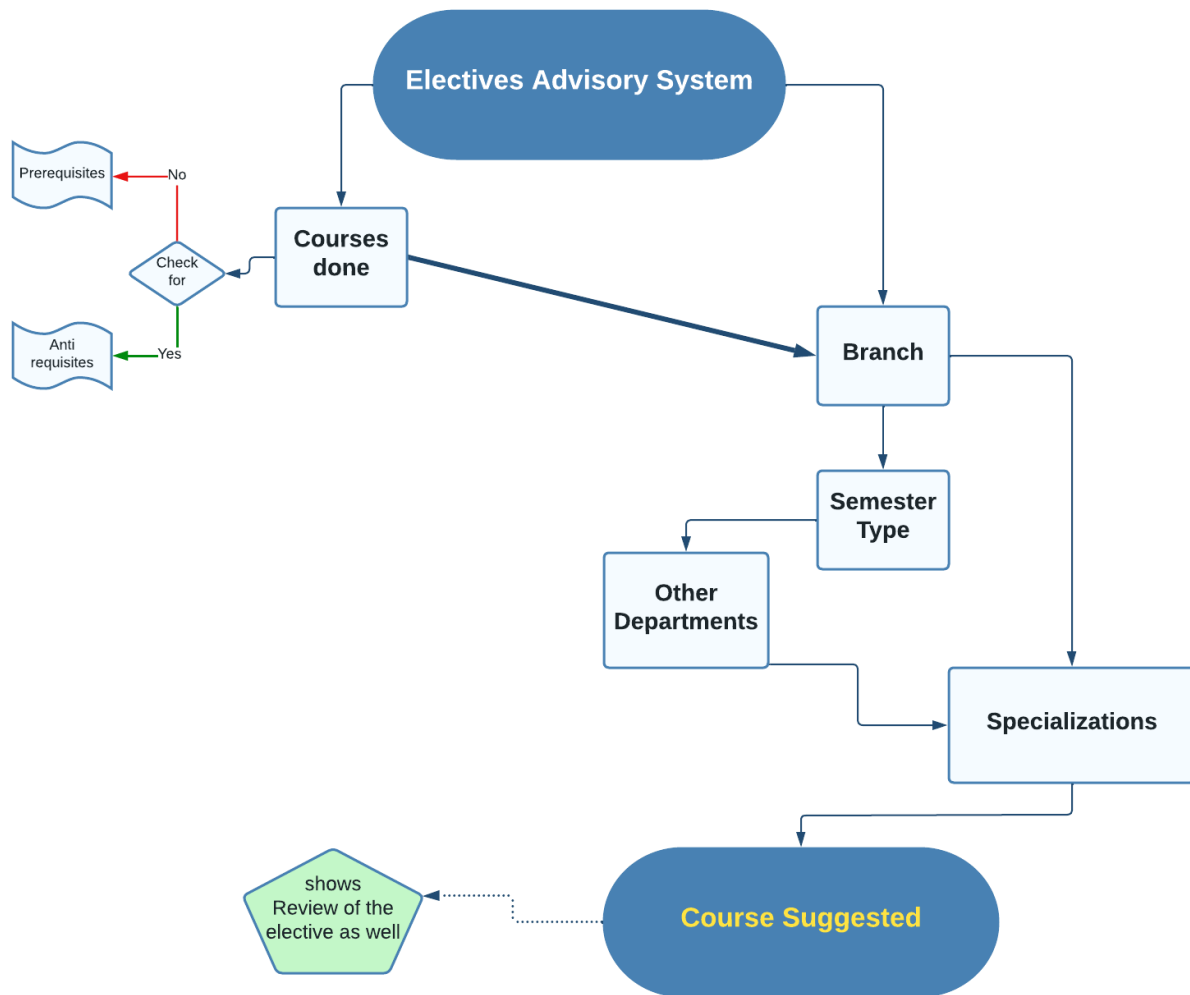 Electives Advisory System
Prerequisites
No
Courses
done
Check
for
Anti
requisites
Yes
Branch
Semester
Type
Other
Departments
Specializations
shows
Review of the
elective as well
Course Suggested